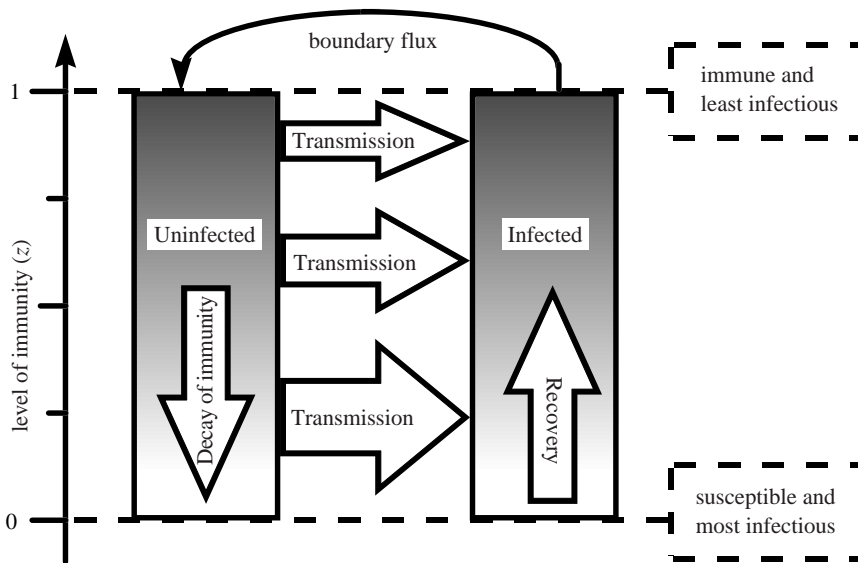 boundary flux
immune and
least infectious
1
Transmission
Uninfected
Infected
Transmission
level of immunity (z)
Decay of immunity
Recovery
Transmission
susceptible and
most infectious
0